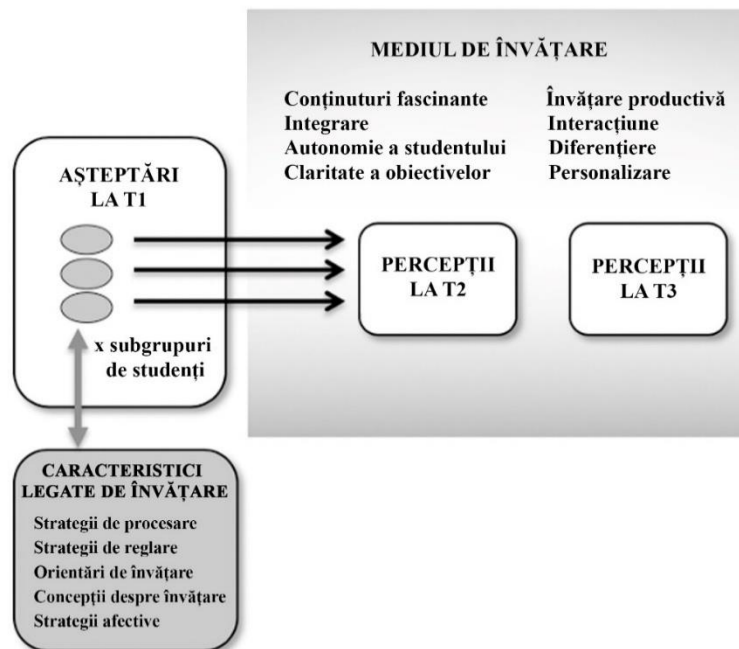 MEDIUL DE ÎNVĂȚARE
Conținuturi fascinante
Integrare
Autonomie a studentului
Claritate a obiectivelor
Învățare productivă
Interacțiune
Diferențiere
Personalizare
AȘTEPTĂRI
LA T1
x subgrupuri
de studenți
PERCEPȚII
LA T2
PERCEPȚII
LA T3
CARACTERISTICI
LEGATE DE ÎNVĂȚARE
Strategii de procesare
Strategii de reglare
Orientări de învățare
Concepții despre învățare
Strategii afective